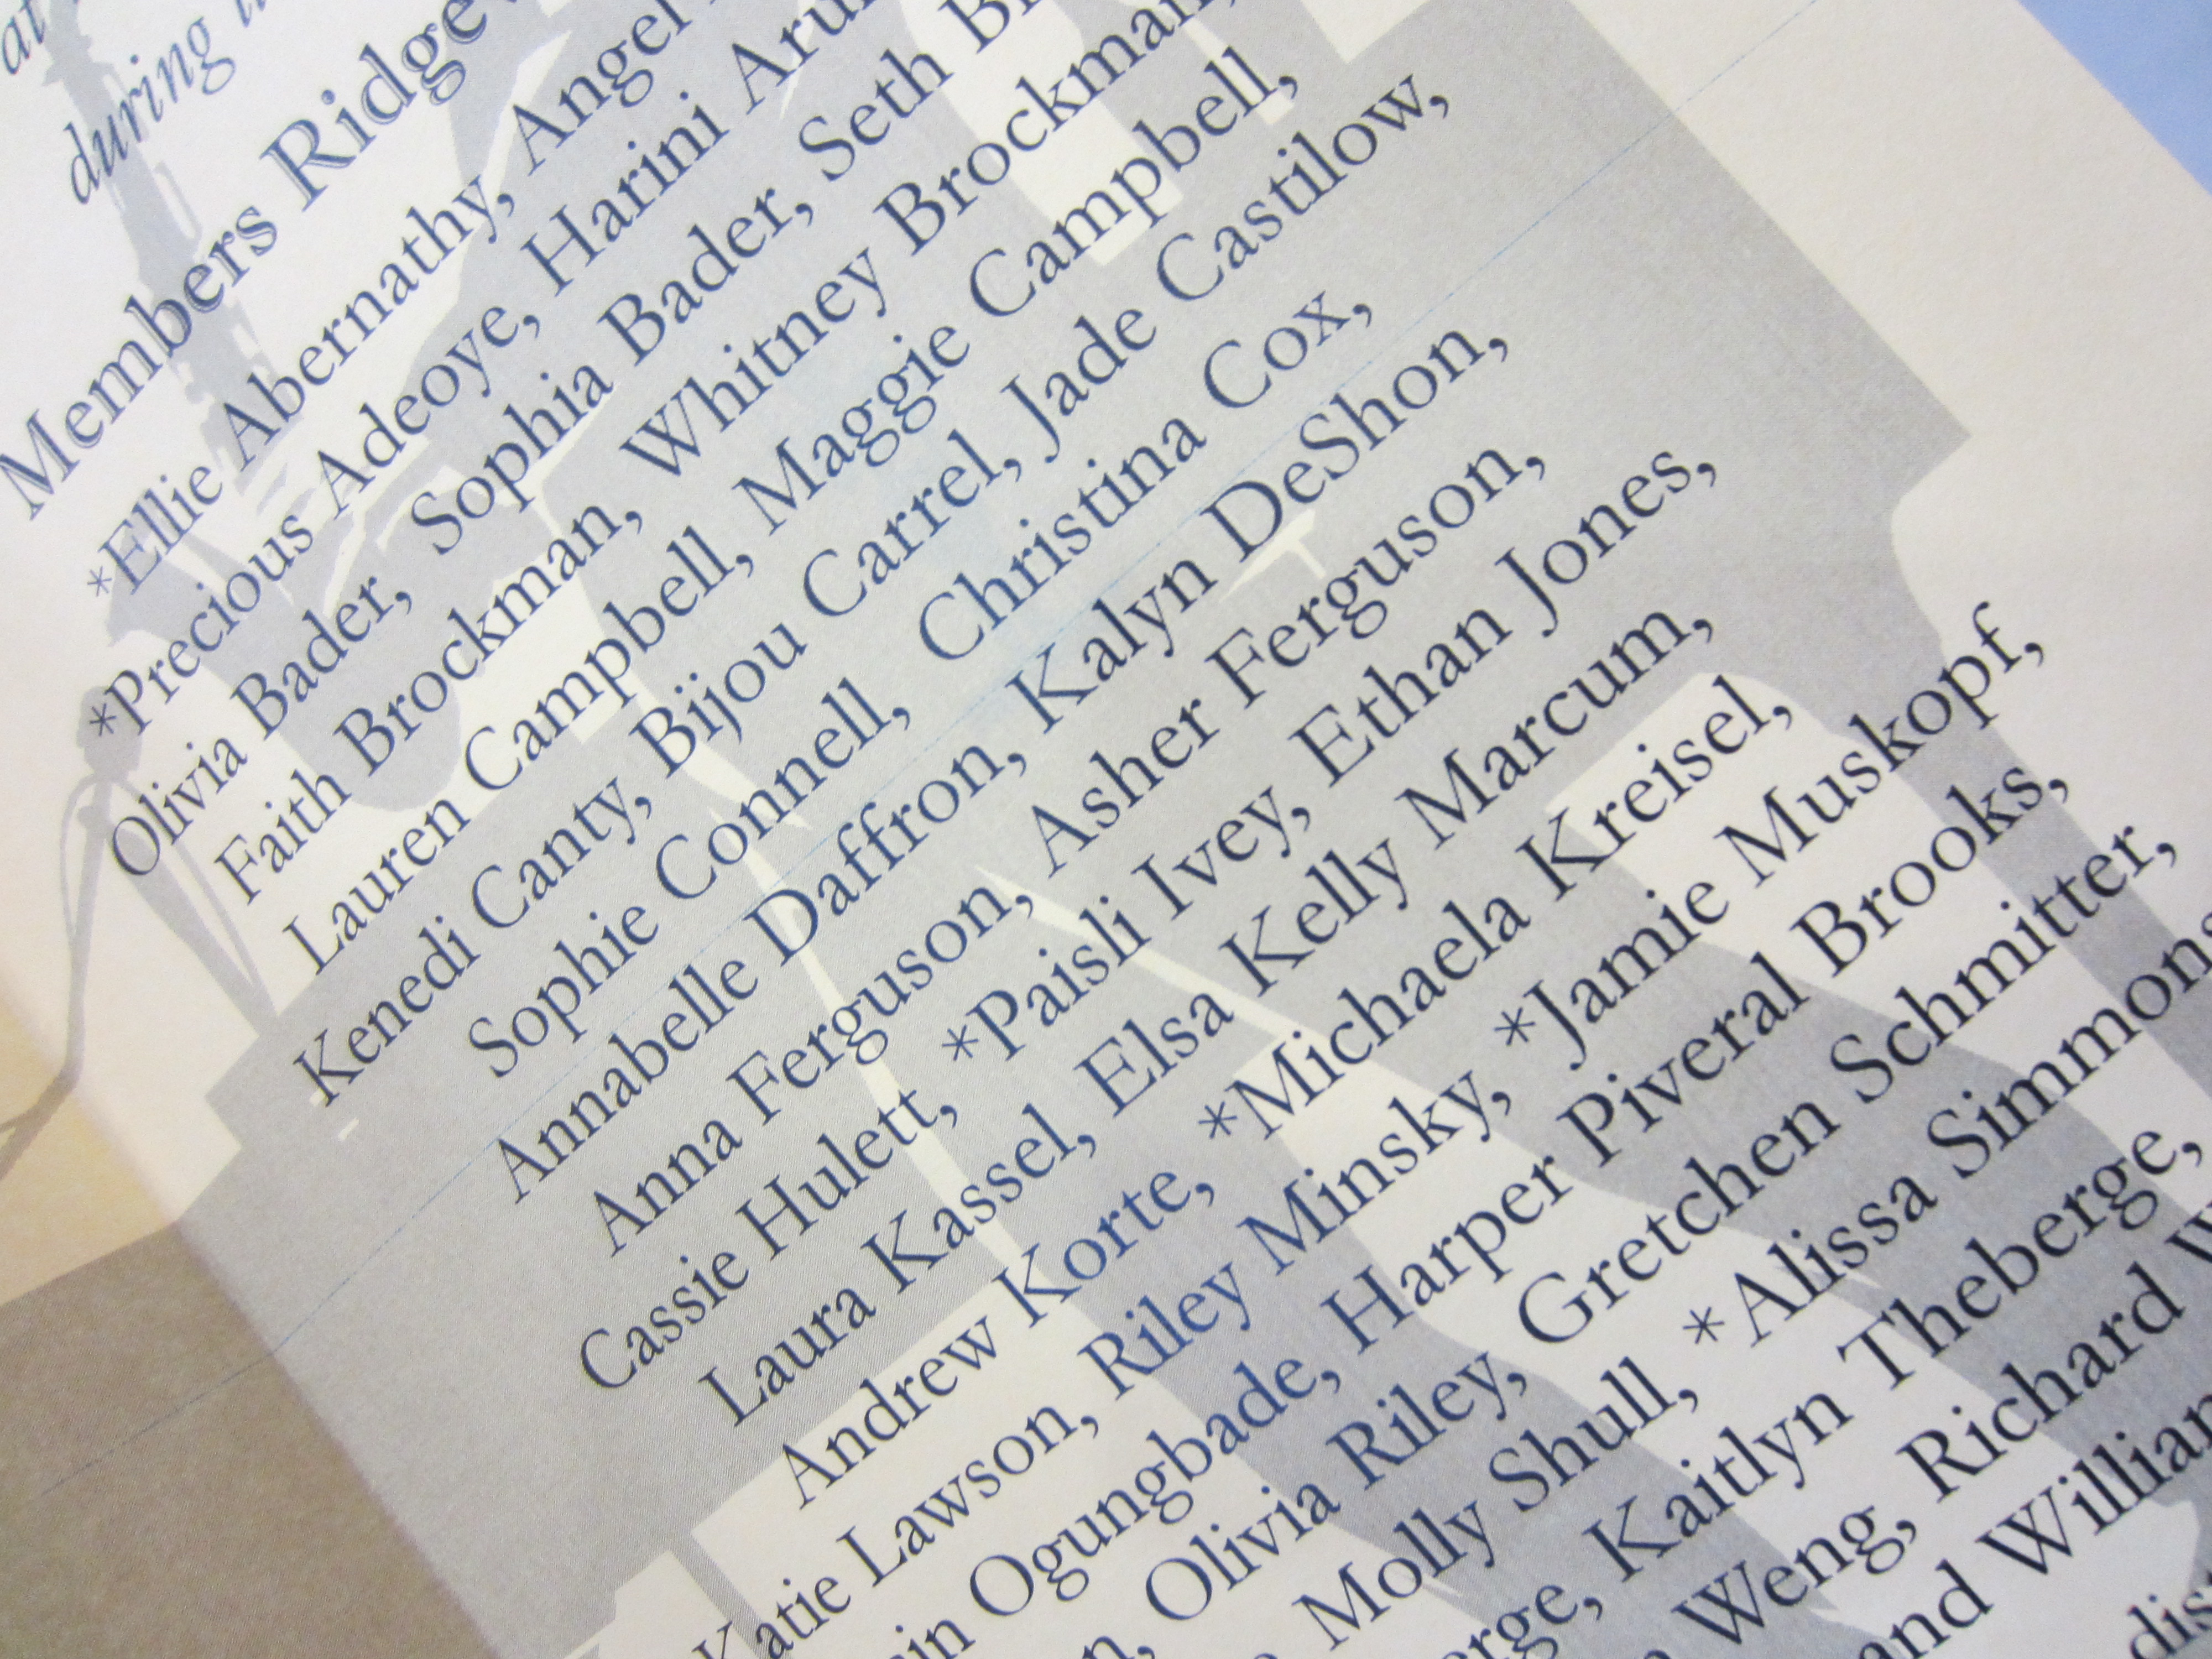 at
during
Members
*Ellie Abernathy, Angel
*Precious Adeoye, Harini
Olivia Bader, Sophia Bader, Seth
Faith Brockman, Whitney Brockman,
Lauren Campbell, Maggie Campbell,
Kenedi Canty, Bijou Carrel, Jade Castilow,
Sophie Connell, Christina Cox,
Annabelle Daffron, Kalyn DeShon,
Anna Ferguson, Asher Ferguson,
Cassie Hulett, *Paisli Ivey, Ethan Jones,
Laura Kassel, Elsa Kelly Marcum,
Andrew Korte, *Michaela Kreisel,
Katie Lawson, Riley Minsky, *Jamie Muskopf,
Ogungbade, Harper Piveral Brooks,
Olivia Riley, Gretchen Schmitter,
Molly Shull, *Alissa Simmons
Kaitlyn Theberge,
Weng, Richard
and